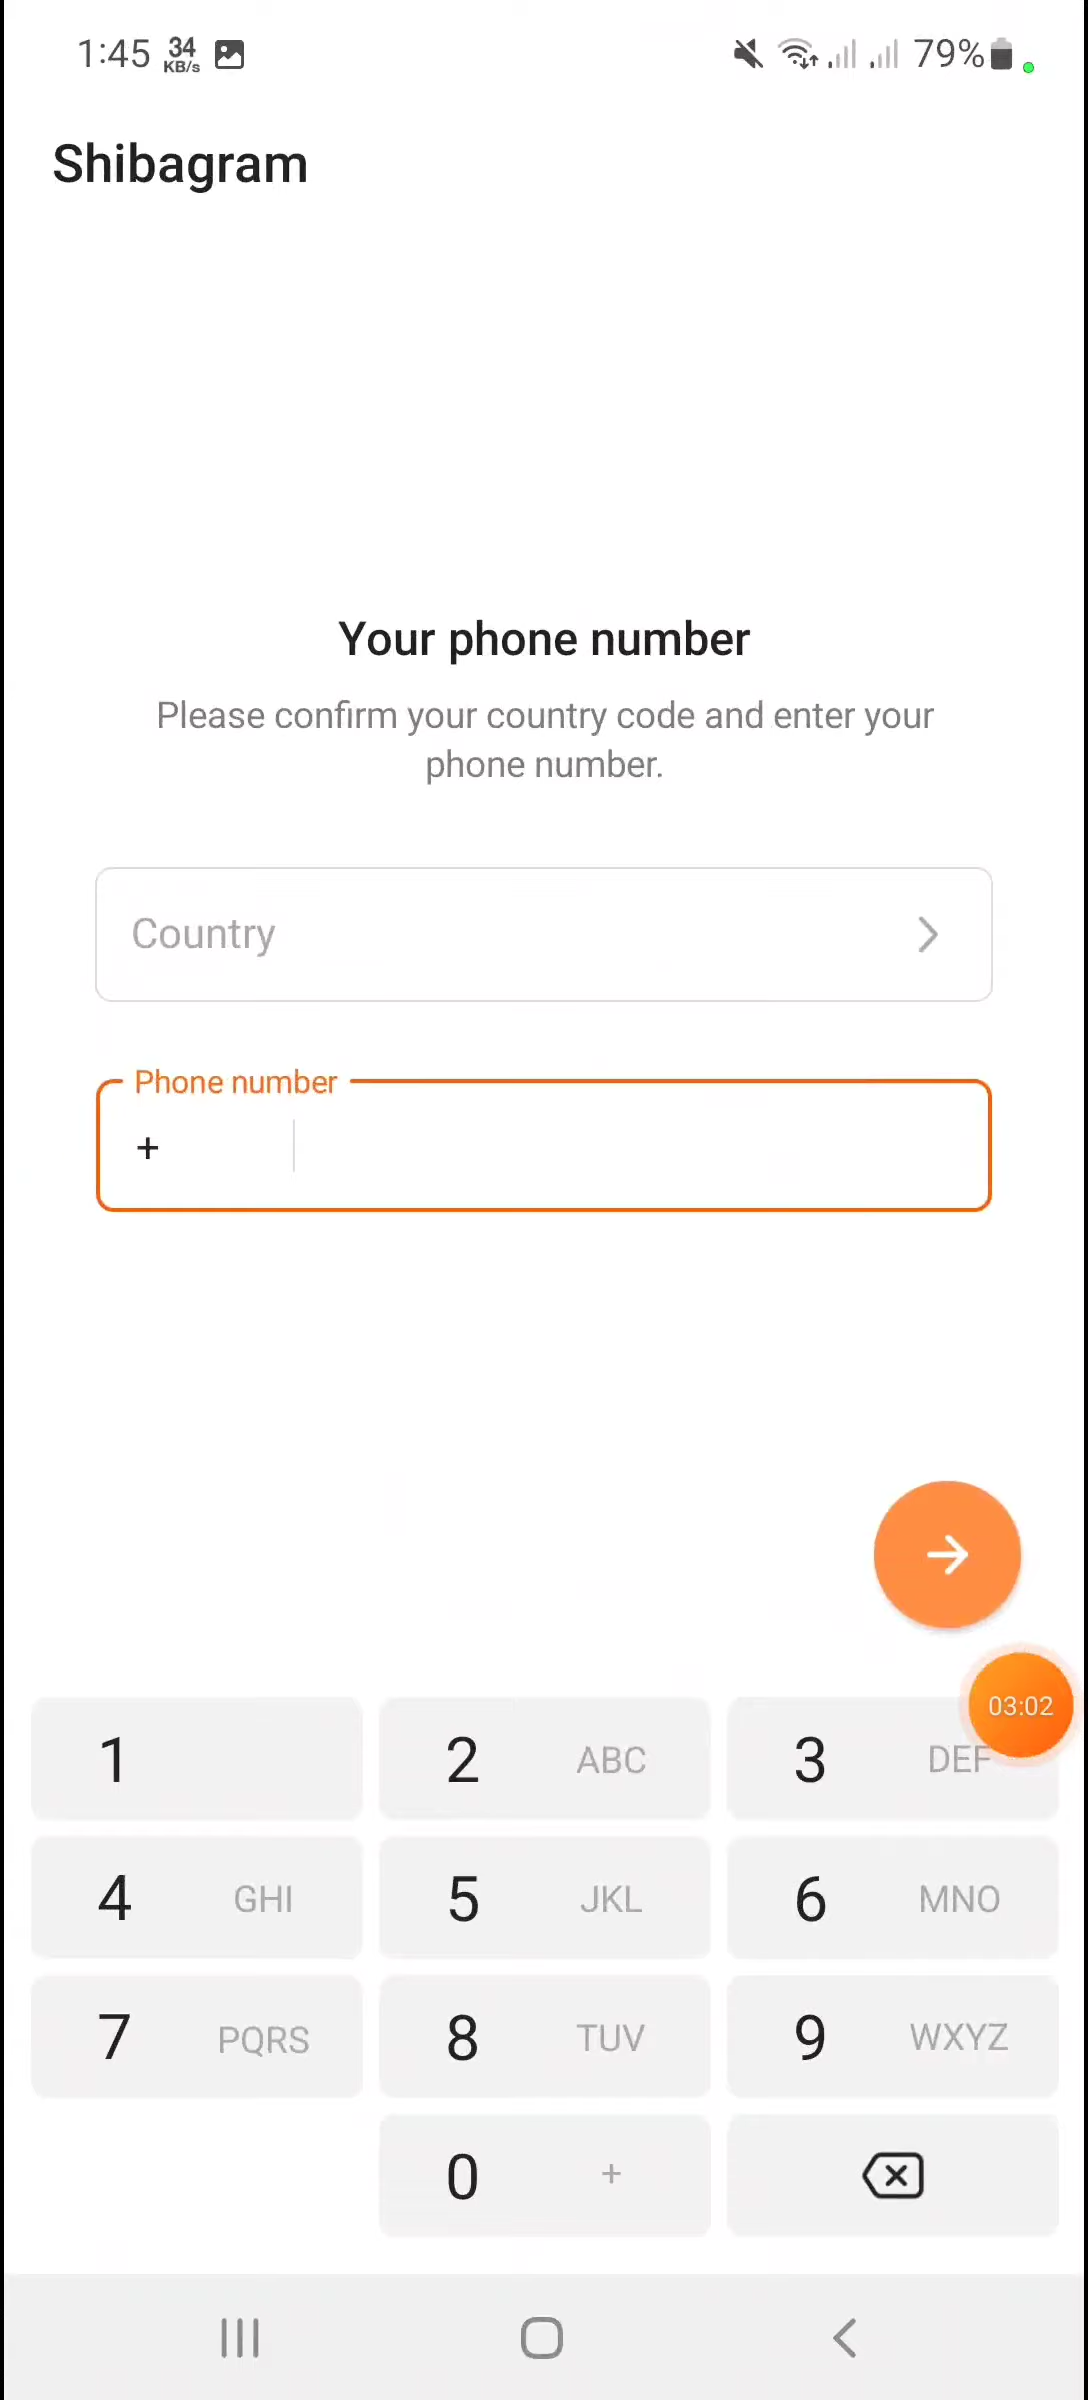 1:45 34 KB/s 79%
Shibagram
Your phone number
Please confirm your country code and enter your
phone number.
Country
Phone number
+
03:02
1 2 ABC 3 DEF
4 GHI 5 JKL 6 MNO
7 PQRS 8 TUV 9 WXYZ
0 +